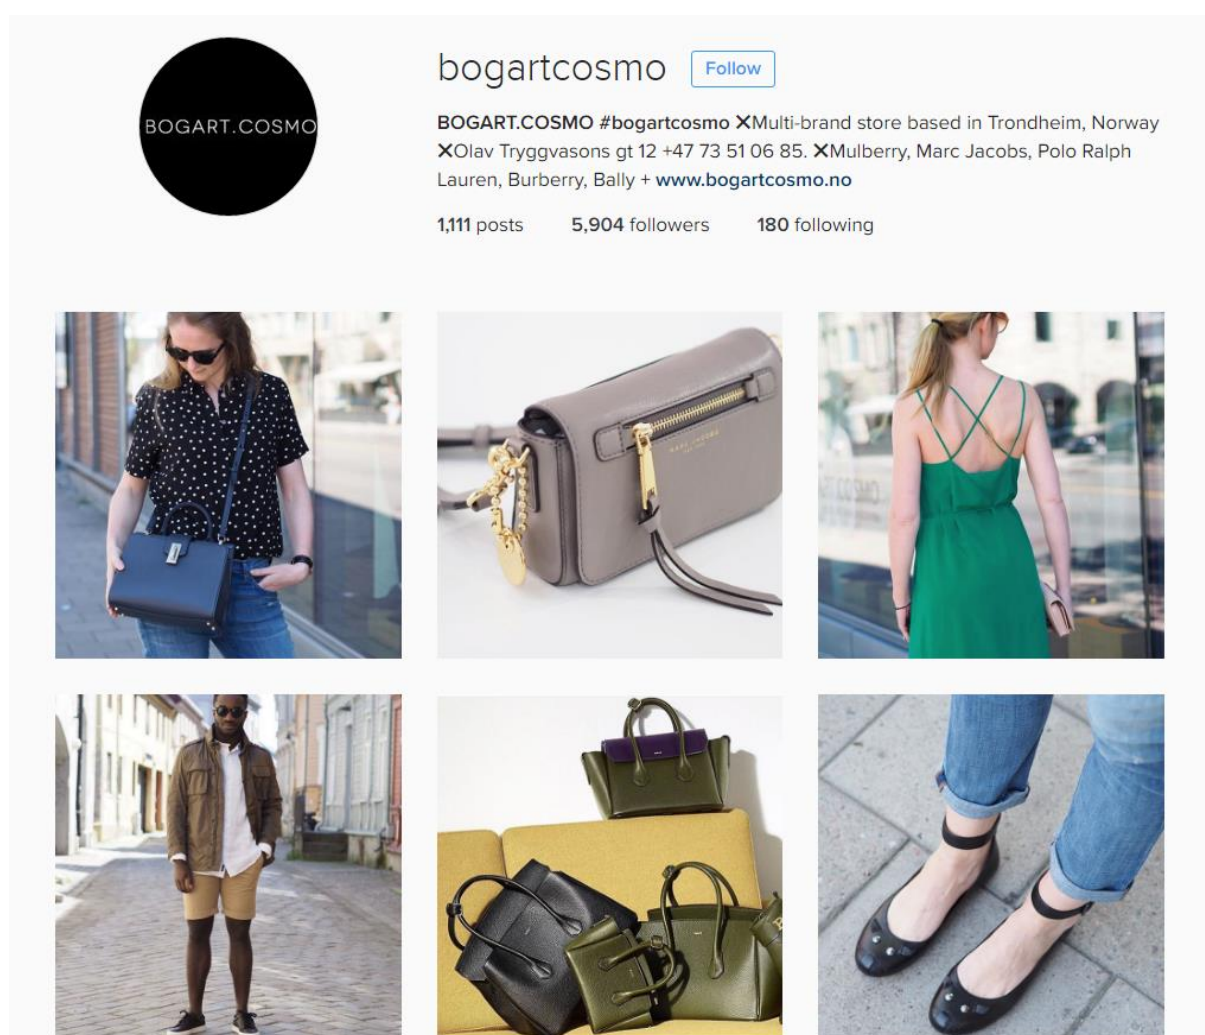 BOGART.COSMO
bogartcosmo
Follow
BOGART.COSMO #bogartcosmo ✕Multi-brand store based in Trondheim, Norway
✕Olav Tryggvasons gt 12 +47 73 51 06 85. ✕Mulberry, Marc Jacobs, Polo Ralph
Lauren, Burberry, Bally + www.bogartcosmo.no
1,111 posts 5,904 followers 180 following
MARC JACOBS